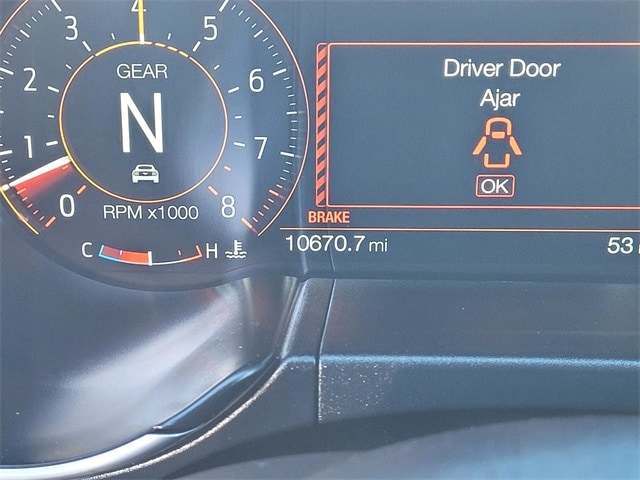 4
3
5
2
6
1
7
0
8
GEAR
N
RPM x1000
C
H
Driver Door
Ajar
OK
BRAKE
10670.7 mi
53